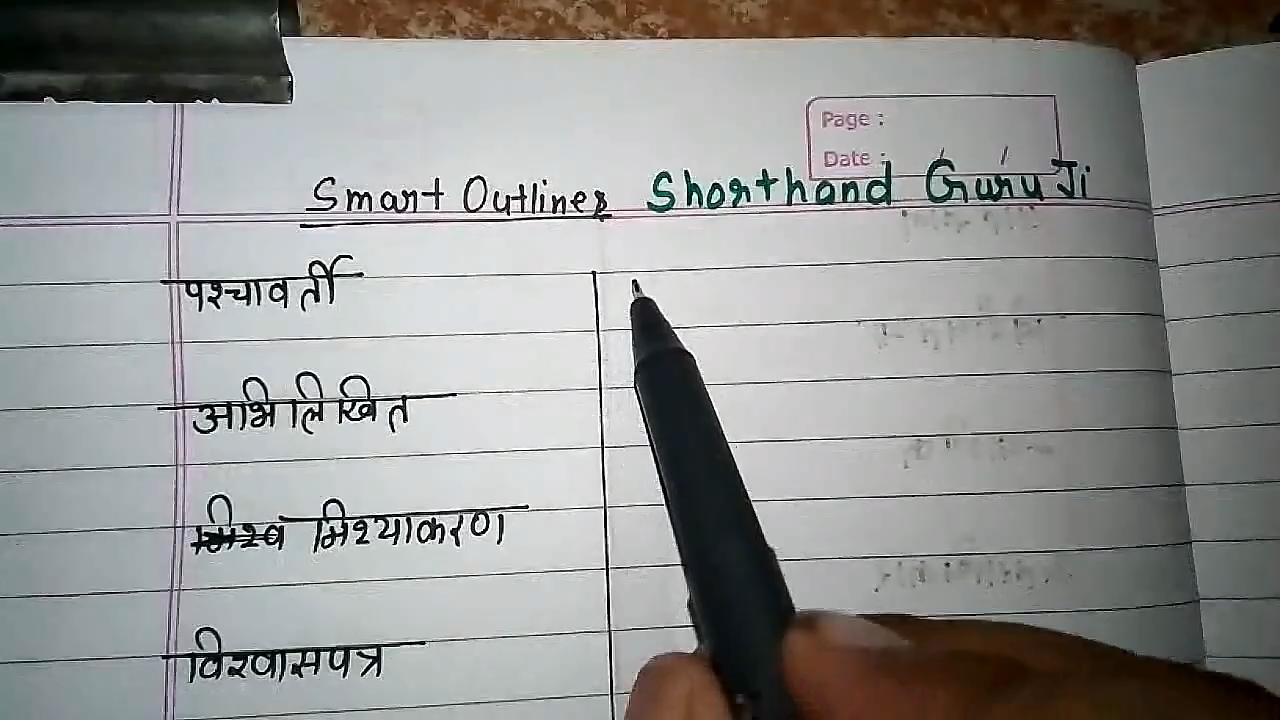 Page :
Date :
Smart Outlines Shorthand Guru Ji
पश्चावर्ती
अभिलिखित
मिश्याकरण
विश्वासपत्र